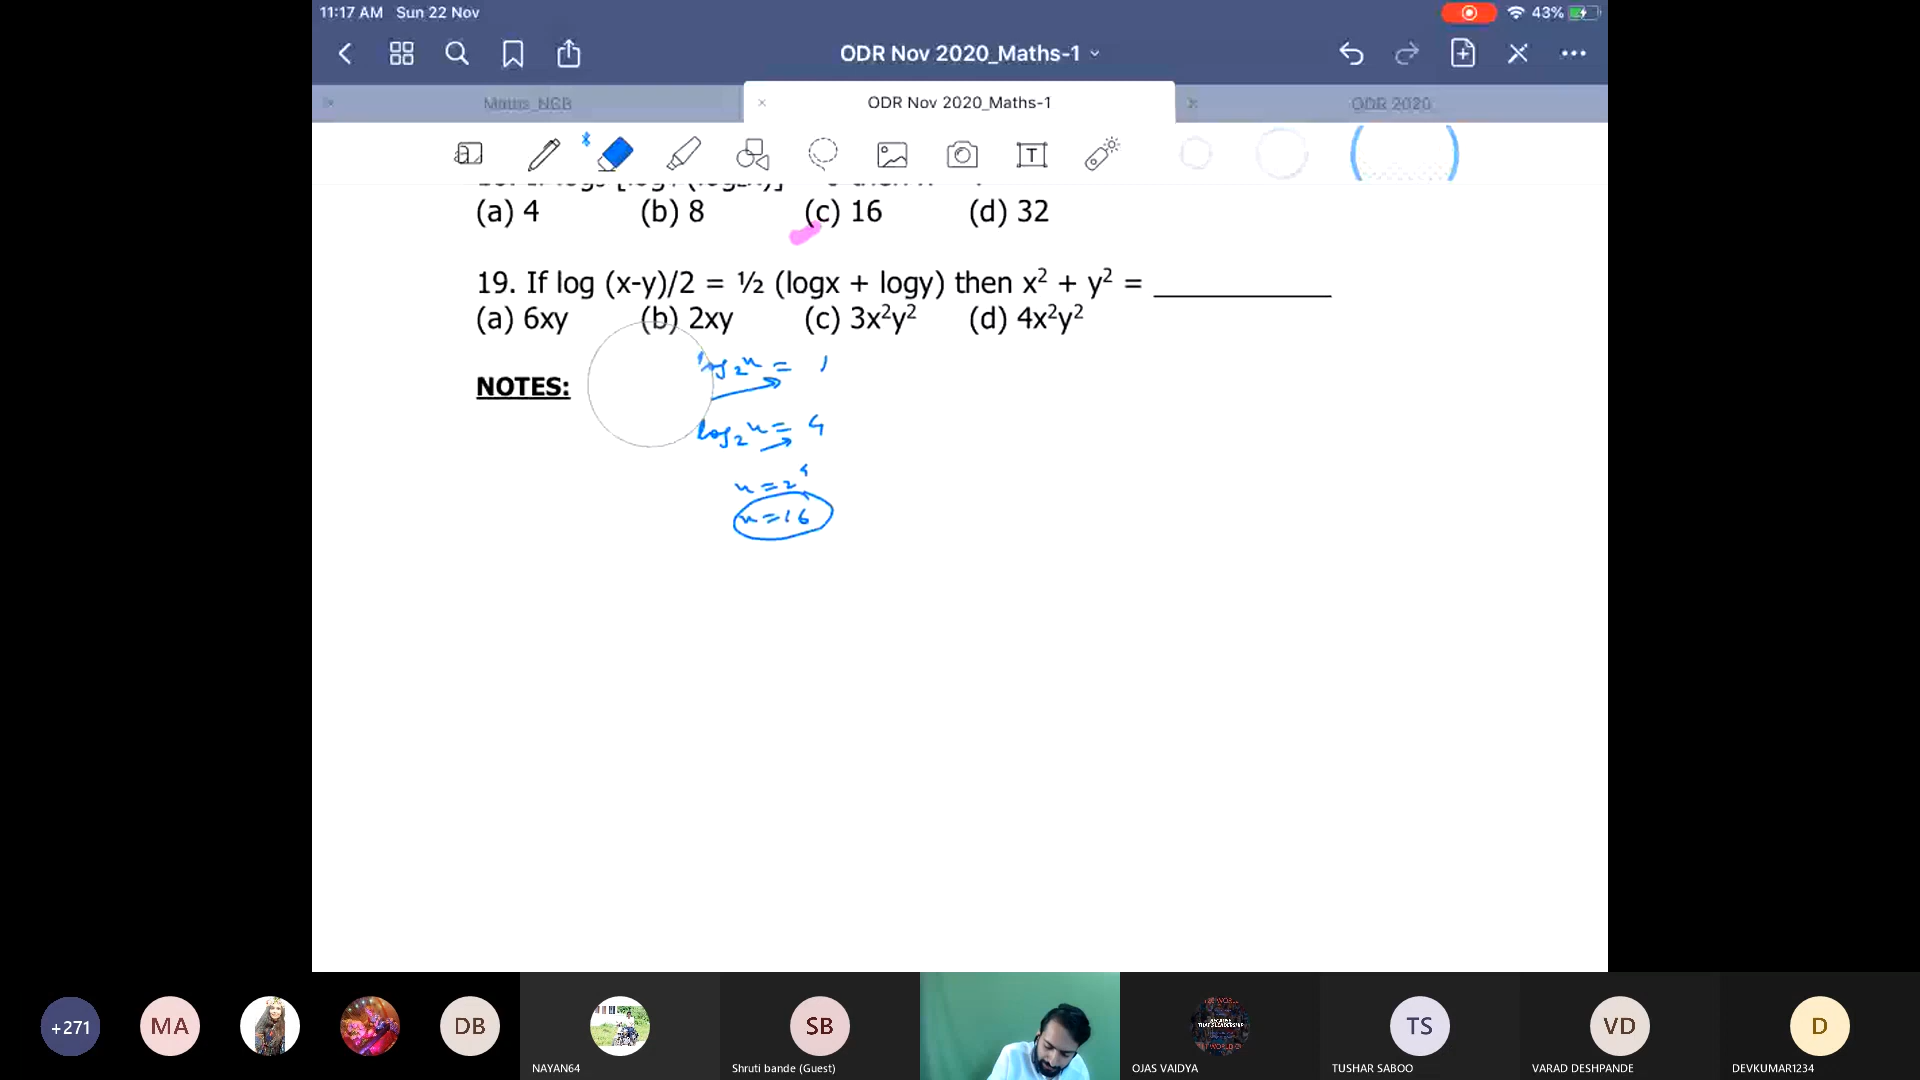 11:17 AM Sun 22 Nov
43%
ODR Nov 2020_Maths-1
Maths_NCB
ODR Nov 2020_Maths-1
ODR 2020
(a) 4 (b) 8 (c) 16 (d) 32
19. If log (x-y)/2 = ½ (logx + logy) then x² + y² = ___________
(a) 6xy (b) 2xy (c) 3x²y² (d) 4x²y²
NOTES:
log₂x =
log₂x = 4
x = 2⁴
x = 16
+271
MA
DB
SB
TS
VD
D
NAYAN64
Shruti bande (Guest)
OJAS VAIDYA
TUSHAR SABOO
VARAD DESHPANDE
DEVKUMAR1234